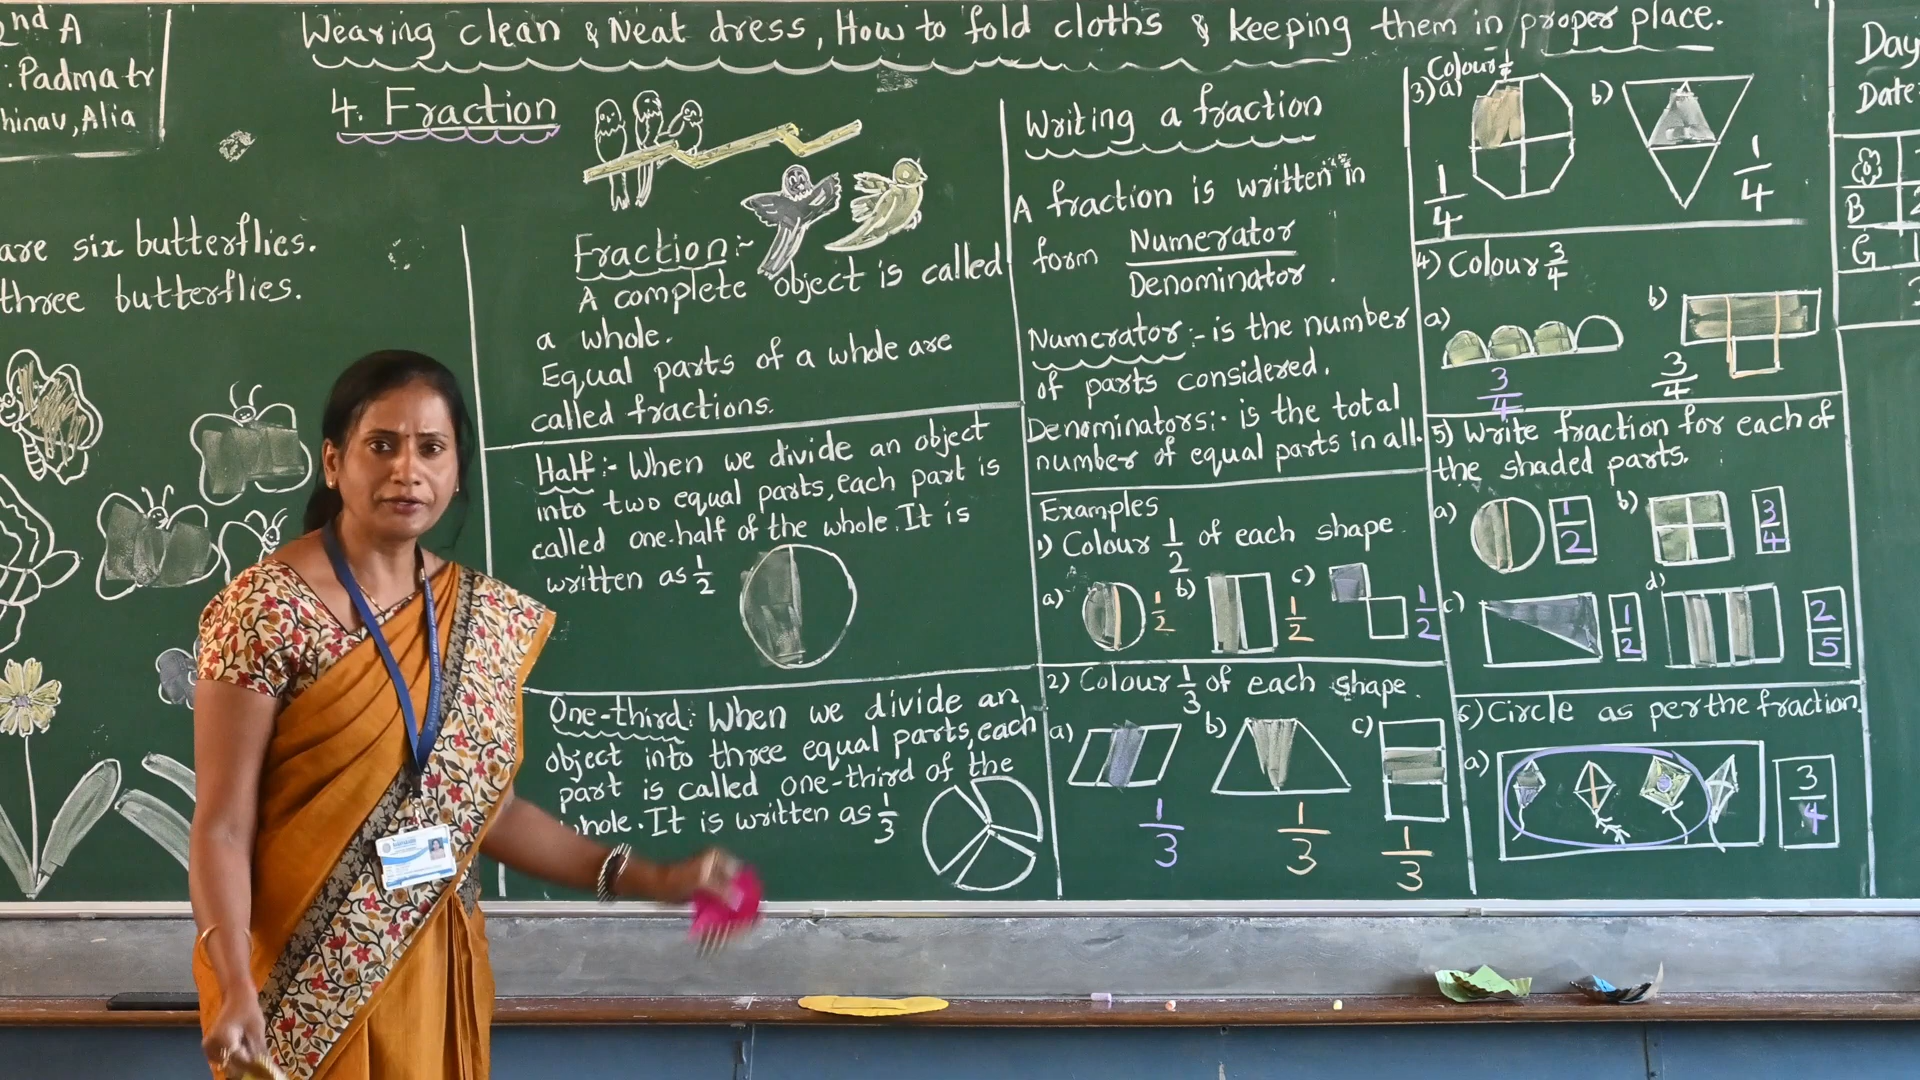 2nd A
: Padma tr
hinav, Alia
Wearing clean & Neat dress, How to fold cloths & keeping them in proper place.
4. Fraction
are six butterflies.
three butterflies.
Fraction:-
A complete object is called
a whole.
Equal parts of a whole are
called fractions.
Half:- When we divide an object
into two equal parts, each part is
called one-half of the whole. It is
written as 1/2
One-third: When we divide an
object into three equal parts, each
part is called one-third of the
whole. It is written as 1/3
Writing a fraction
A fraction is written in
form Numerator
Denominator.
Numerator:- is the number
of parts considered.
Denominators:- is the total
number of equal parts in all.
Examples
1) Colour 1/2 of each shape.
a) 1/2 b) 1/2 c) 1/2
2) Colour 1/3 of each shape.
a) b) c)
1/3 1/3 1/3
Colour 1/4
3) a) b)
1/4 1/4
4) Colour 3/4
a) b)
3/4 3/4
5) Write fraction for each of
the shaded parts.
a) 1/2 b) 3/4
c) 1/2 d) 2/5
6) Circle as per the fraction.
a) 3/4
Day
Date:
B
G